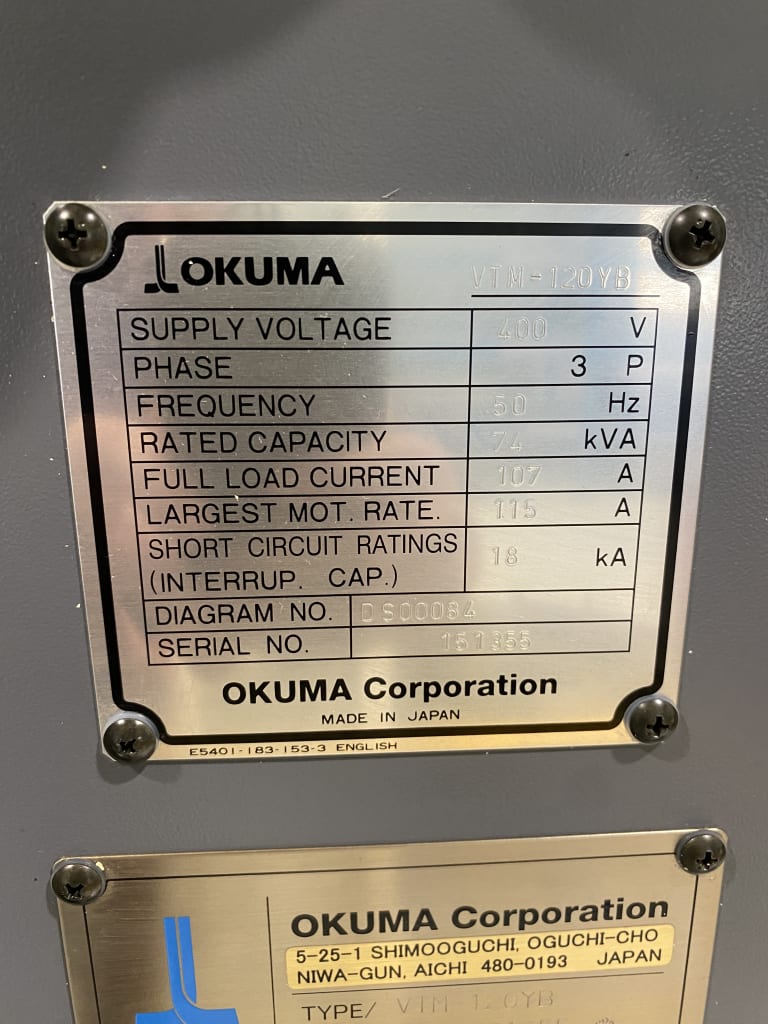 OKUMA VTM-120YB
SUPPLY VOLTAGE 400 V
PHASE 3 P
FREQUENCY 50 Hz
RATED CAPACITY 74 kVA
FULL LOAD CURRENT 107 A
LARGEST MOT. RATE. 115 A
SHORT CIRCUIT RATINGS
(INTERRUP. CAP.) 18 kA
DIAGRAM NO. DS00084
SERIAL NO. 151355
OKUMA Corporation
MADE IN JAPAN
E5401-183-153-3 ENGLISH
OKUMA Corporation
5-25-1 SHIMOOGUCHI, OGUCHI-CHO
NIWA-GUN, AICHI 480-0193 JAPAN
TYPE/ VTM-120YB